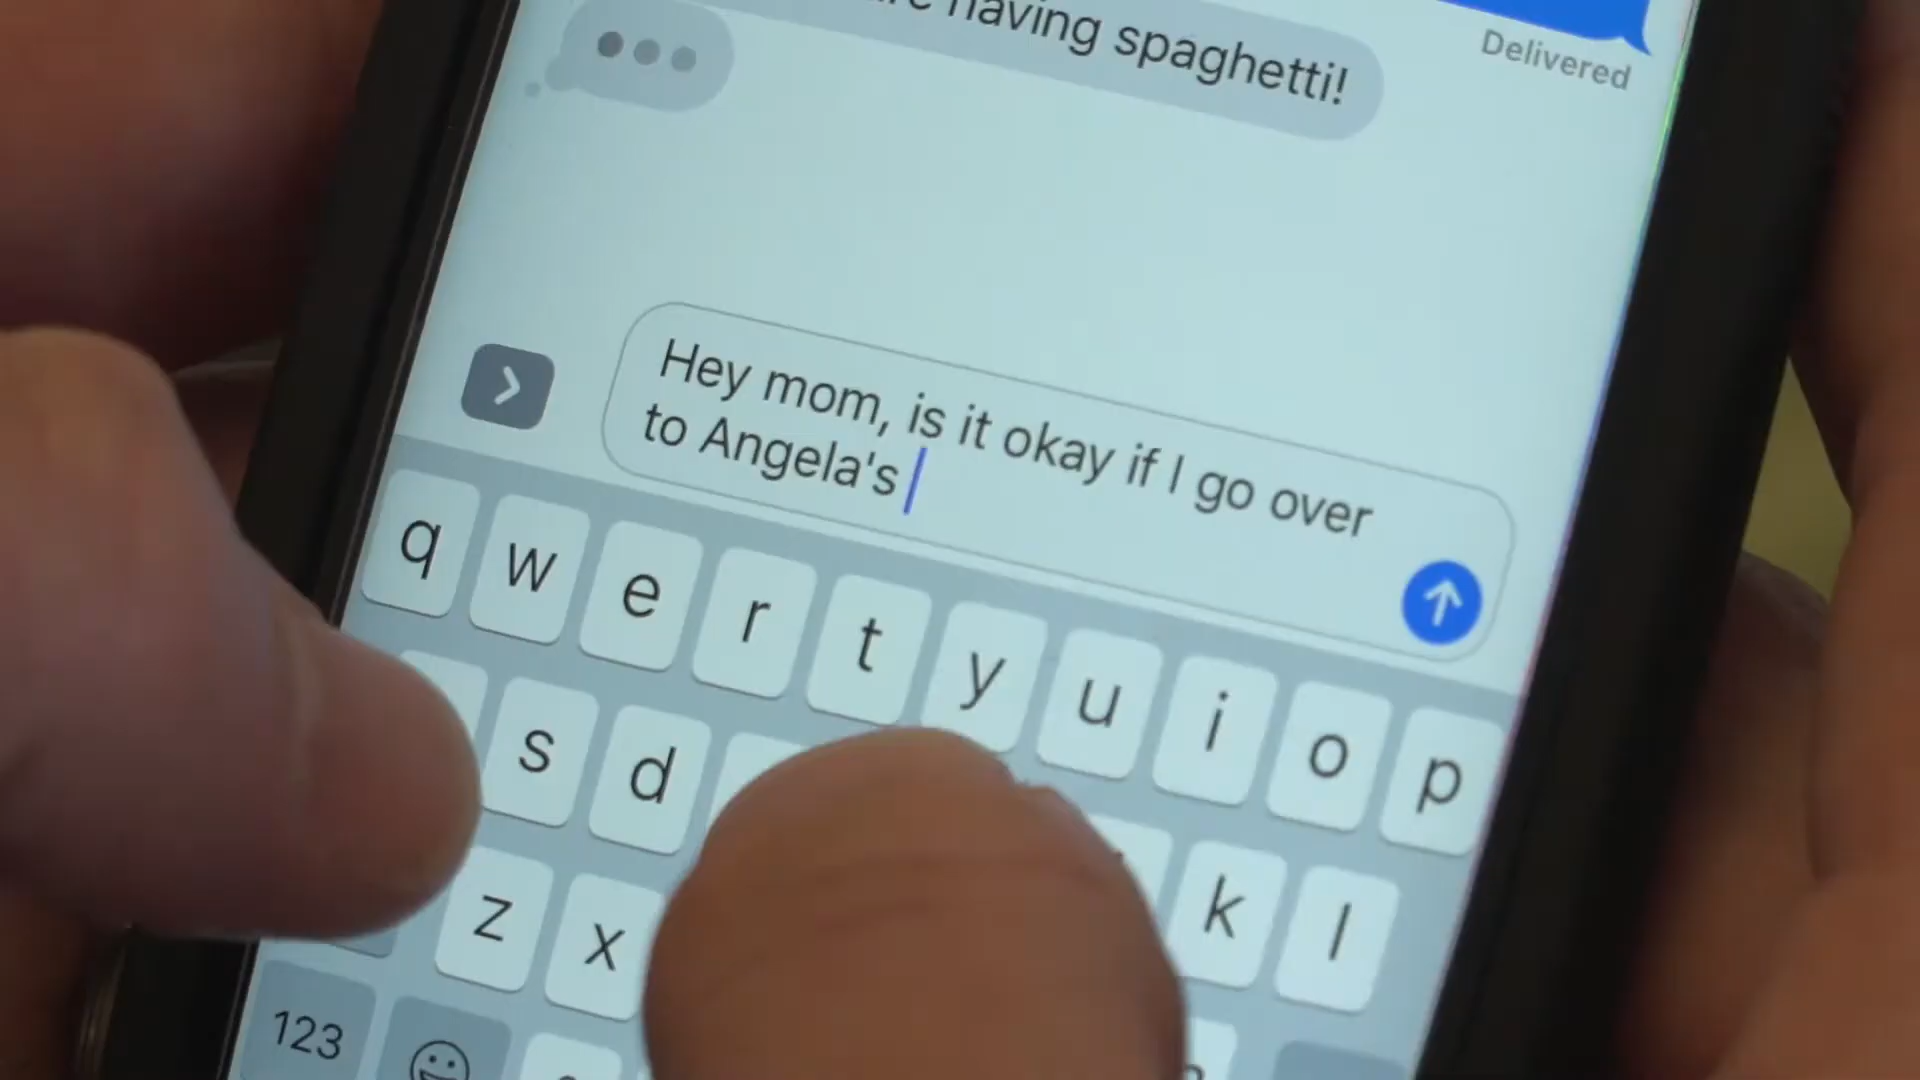 having spaghetti!
Delivered
Hey mom, is it okay if I go over
to Angela's
q w e r t y u i o p
s d k l
z x
123